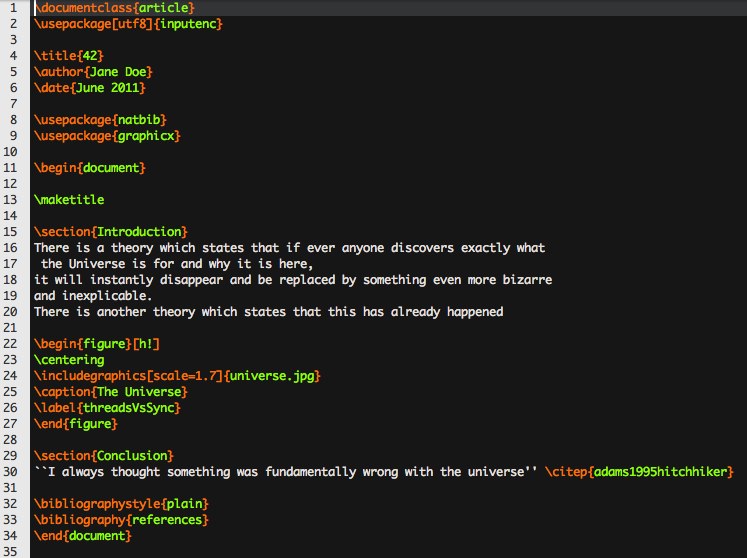 1 \documentclass{article}
2 \usepackage[utf8]{inputenc}
3
4 \title{42}
5 \author{Jane Doe}
6 \date{June 2011}
7
8 \usepackage{natbib}
9 \usepackage{graphicx}
10
11 \begin{document}
12
13 \maketitle
14
15 \section{Introduction}
16 There is a theory which states that if ever anyone discovers exactly what
17  the Universe is for and why it is here,
18 it will instantly disappear and be replaced by something even more bizarre
19 and inexplicable.
20 There is another theory which states that this has already happened
21
22 \begin{figure}[h!]
23 \centering
24 \includegraphics[scale=1.7]{universe.jpg}
25 \caption{The Universe}
26 \label{threadsVsSync}
27 \end{figure}
28
29 \section{Conclusion}
30 ``I always thought something was fundamentally wrong with the universe'' \citep{adams1995hitchhiker}
31
32 \bibliographystyle{plain}
33 \bibliography{references}
34 \end{document}
35